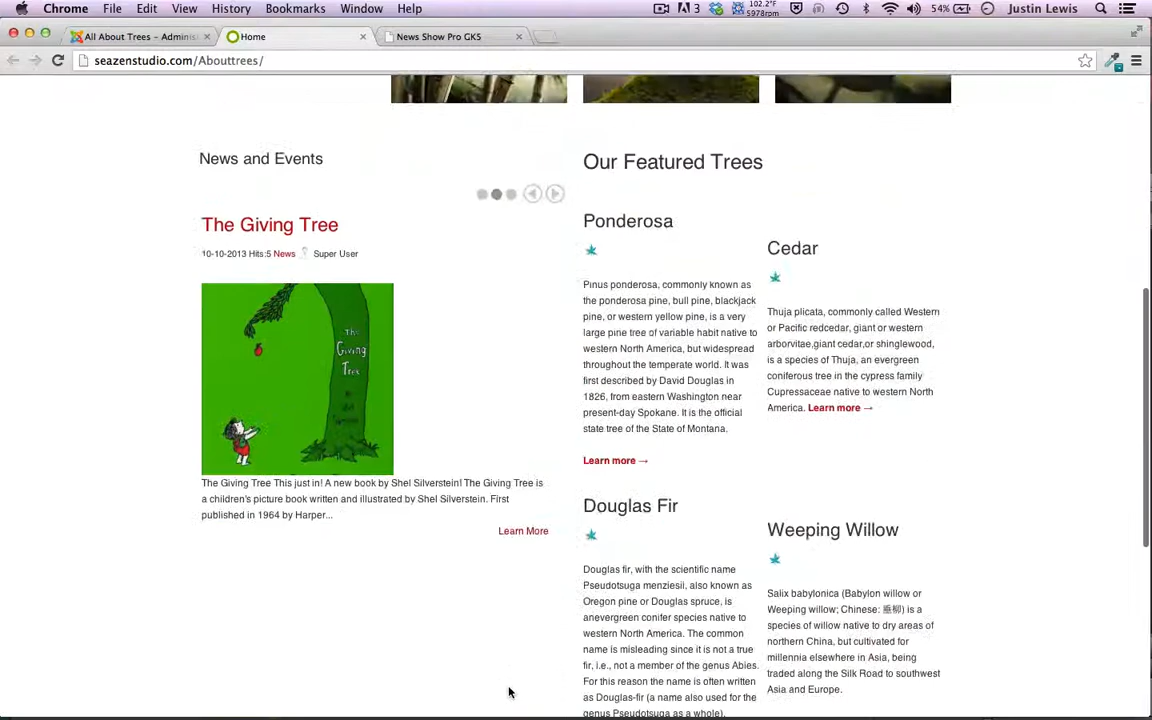 Chrome File Edit View History Bookmarks Window Help 3 102.2°F 5978rpm 54% Justin Lewis
All About Trees – Adminis Home News Show Pro GK5
seazenstudio.com/Abouttrees/
News and Events
The Giving Tree
10-10-2013 Hits:5 News Super User
The
Giving
Tree
The Giving Tree This just in! A new book by Shel Silverstein! The Giving Tree is
a children's picture book written and illustrated by Shel Silverstein. First
published in 1964 by Harper...
Learn More
Our Featured Trees
Ponderosa
Pinus ponderosa, commonly known as
the ponderosa pine, bull pine, blackjack
pine, or western yellow pine, is a very
large pine tree of variable habit native to
western North America, but widespread
throughout the temperate world. It was
first described by David Douglas in
1826, from eastern Washington near
present-day Spokane. It is the official
state tree of the State of Montana.
Learn more →
Cedar
Thuja plicata, commonly called Western
or Pacific redcedar, giant or western
arborvitae,giant cedar,or shinglewood,
is a species of Thuja, an evergreen
coniferous tree in the cypress family
Cupressaceae native to western North
America. Learn more →
Douglas Fir
Douglas fir, with the scientific name
Pseudotsuga menziesii, also known as
Oregon pine or Douglas spruce, is
anevergreen conifer species native to
western North America. The common
name is misleading since it is not a true
fir, i.e., not a member of the genus Abies.
For this reason the name is often written
as Douglas-fir (a name also used for the
genus Pseudotsuga as a whole).
Weeping Willow
Salix babylonica (Babylon willow or
Weeping willow; Chinese: 垂柳) is a
species of willow native to dry areas of
northern China, but cultivated for
millennia elsewhere in Asia, being
traded along the Silk Road to southwest
Asia and Europe.